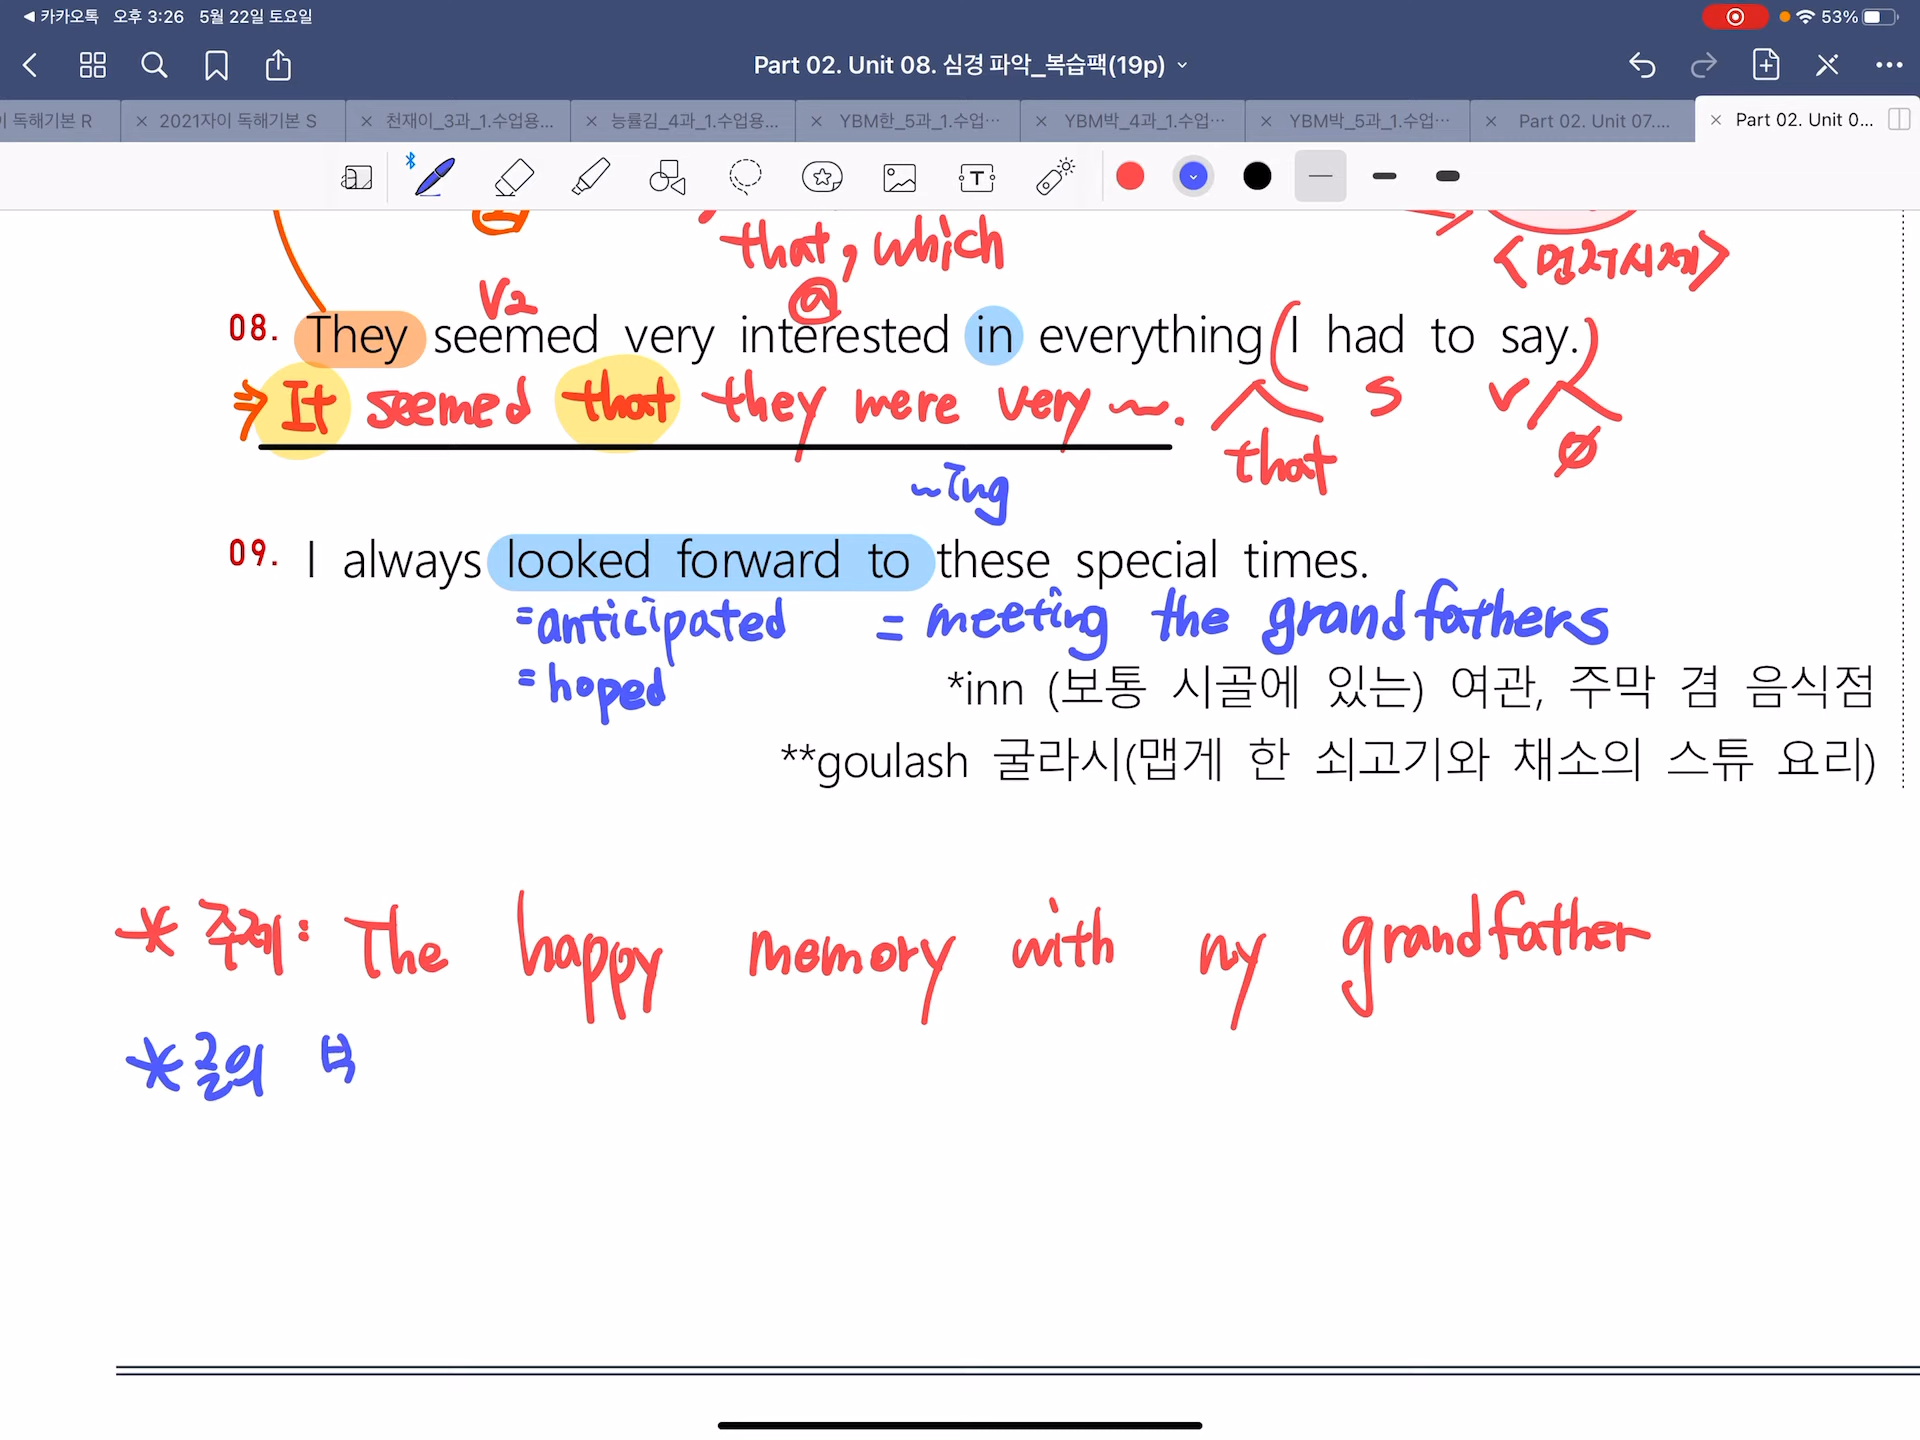 ◀ 카카오톡 오후 3:26 5월 22일 토요일 53%
Part 02. Unit 08. 심경 파악_복습팩(19p)
이 독해기본 R × 2021자이 독해기본 S × 천재이_3과_1.수업용... × 능률김_4과_1.수업용... × YBM한_5과_1.수업... × YBM박_4과_1.수업... × YBM박_5과_1.수업... × Part 02. Unit 07.... × Part 02. Unit 0...
that, which
<먼저시제>
V2 @
08. They seemed very interested in everything (I had to say.)
⇒ It seemed that they were very ~. S V
that ∅
~ing
09. I always looked forward to these special times.
=anticipated = meeting the grandfathers
=hoped
*inn (보통 시골에 있는) 여관, 주막 겸 음식점
**goulash 굴라시(맵게 한 쇠고기와 채소의 스튜 요리)
* 주제: The happy memory with my grandfather
* 글의 부